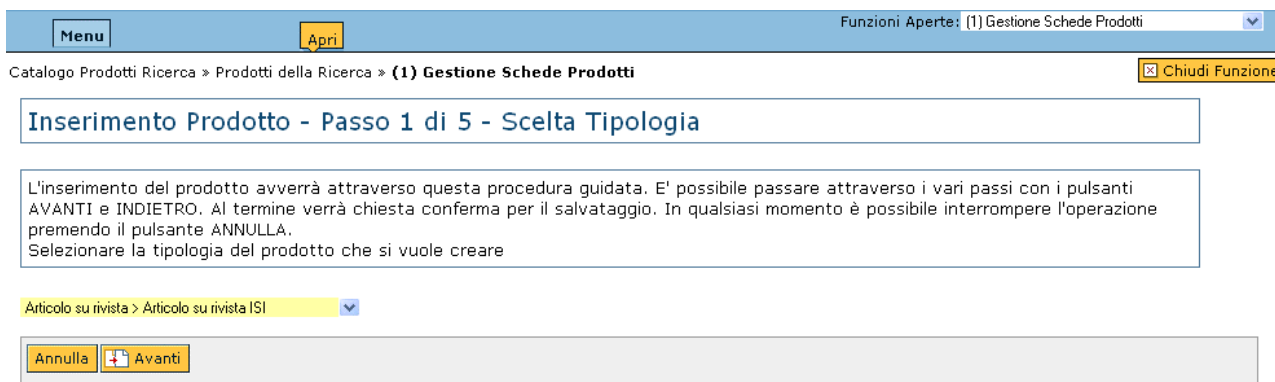 Menu
Apri
Funzioni Aperte: (1) Gestione Schede Prodotti
Catalogo Prodotti Ricerca » Prodotti della Ricerca » (1) Gestione Schede Prodotti
Chiudi Funzione
Inserimento Prodotto - Passo 1 di 5 - Scelta Tipologia
L'inserimento del prodotto avverrà attraverso questa procedura guidata. E' possibile passare attraverso i vari passi con i pulsanti
AVANTI e INDIETRO. Al termine verrà chiesta conferma per il salvataggio. In qualsiasi momento è possibile interrompere l'operazione
premendo il pulsante ANNULLA.
Selezionare la tipologia del prodotto che si vuole creare
Articolo su rivista > Articolo su rivista ISI
Annulla
Avanti